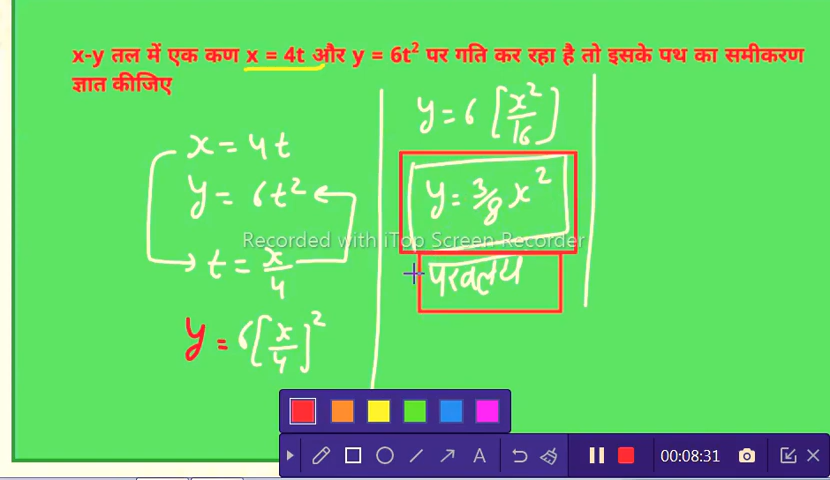 x-y तल में एक कण x = 4t और y = 6t² पर गति कर रहा है तो इसके पथ का समीकरण
ज्ञात कीजिए
x = 4t
y = 6t²
t = x/4
y = 6[x/4]²
y = 6[x²/16]
y = 3/8 x²
परवलय
Recorded with iTop Screen Recorder
A
00:08:31